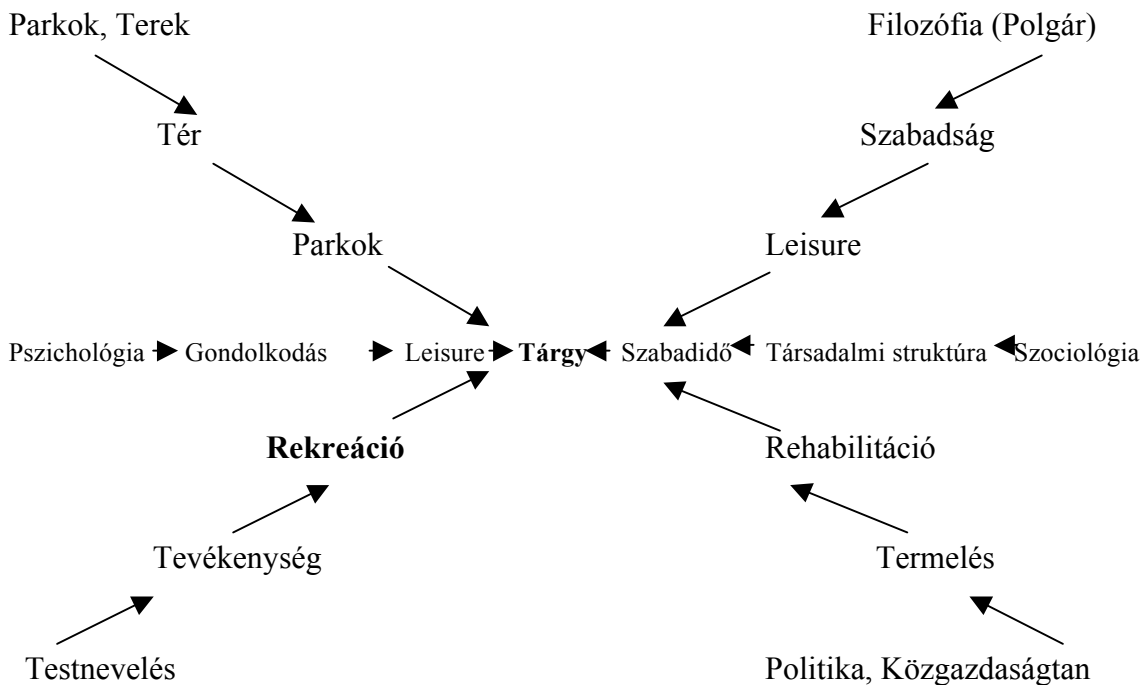 Parkok, Terek Filozófia (Polgár)
Tér Szabadság
Parkok Leisure
Pszichológia Gondolkodás Leisure Tárgy Szabadidő Társadalmi struktúra Szociológia
Rekreáció Rehabilitáció
Tevékenység Termelés
Testnevelés Politika, Közgazdaságtan